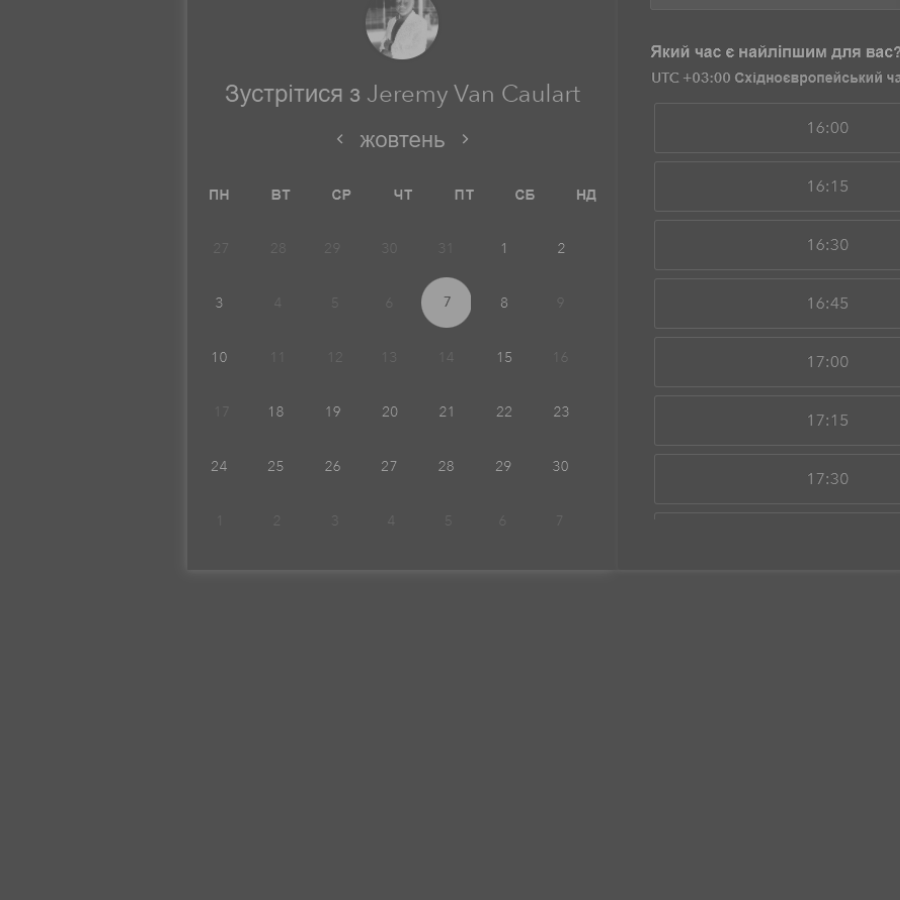 Зустрітися з Jeremy Van Caulart
жовтень
ПН ВТ СР ЧТ ПТ СБ НД
27 28 29 30 31 1 2
3 4 5 6 7 8 9
10 11 12 13 14 15 16
17 18 19 20 21 22 23
24 25 26 27 28 29 30
1 2 3 4 5 6 7
Який час є найліпшим для вас?
UTC +03:00 Східноєвропейський
16:00
16:15
16:30
16:45
17:00
17:15
17:30